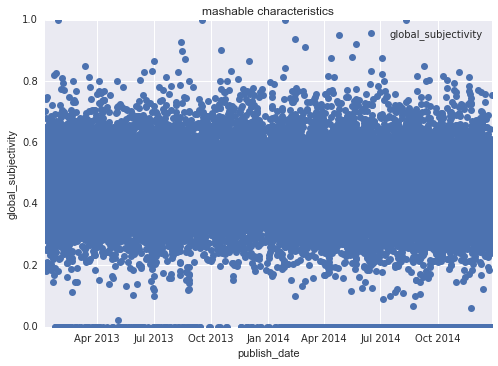 mashable characteristics
global_subjectivity
1.0
0.8
0.6
0.4
0.2
0.0
global_subjectivity
Apr 2013 Jul 2013 Oct 2013 Jan 2014 Apr 2014 Jul 2014 Oct 2014
publish_date